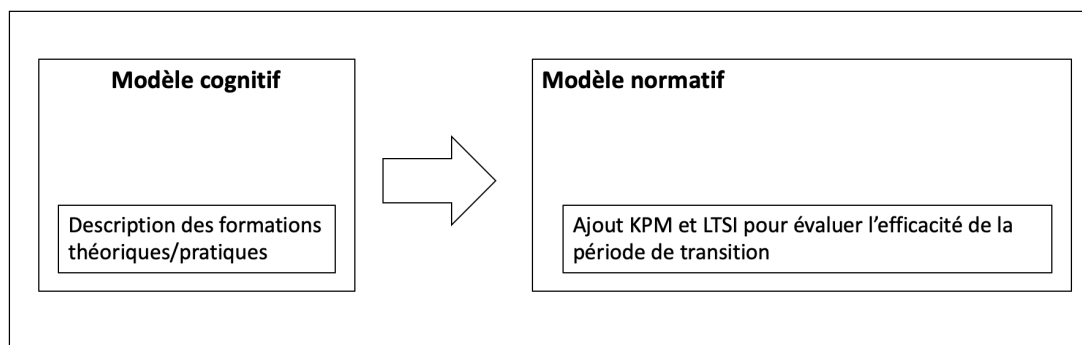 Modèle cognitif
Description des formations
théoriques/pratiques
Modèle normatif
Ajout KPM et LTSI pour évaluer l’efficacité de la
période de transition